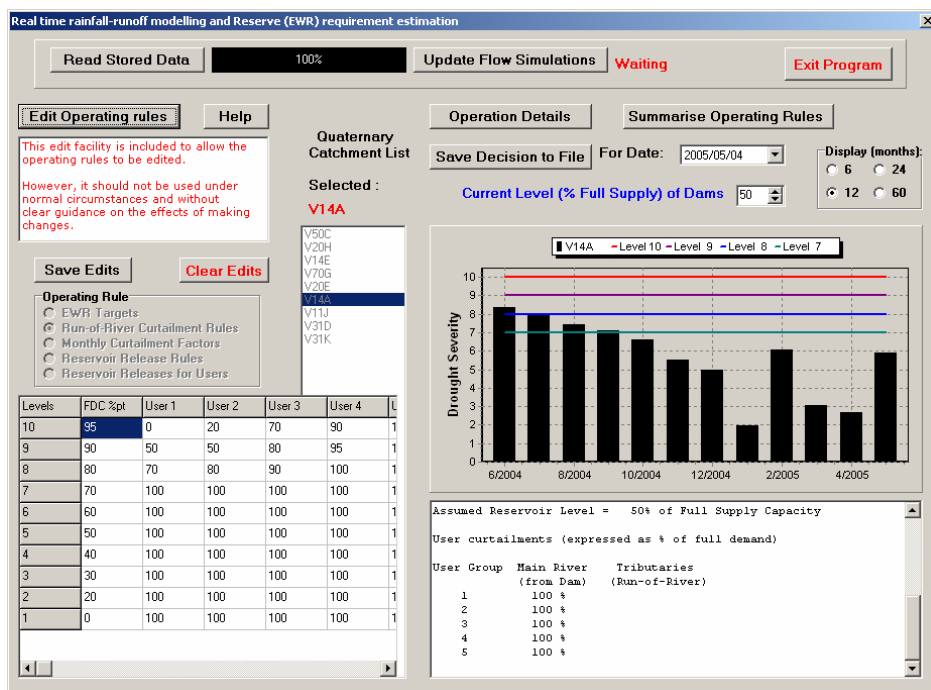 Real time rainfall-runoff modelling and Reserve (EWR) requirement estimation
Read Stored Data
100%
Update Flow Simulations
Waiting
Exit Program
Edit Operating rules
Help
This edit facility is included to allow the
operating rules to be edited.
However, it should not be used under
normal circumstances and without
clear guidance on the effects of making
changes.
Save Edits
Clear Edits
Operating Rule
EWR Targets
Run-of-River Curtailment Rules
Monthly Curtailment Factors
Reservoir Release Rules
Reservoir Releases for Users
Quaternary
Catchment List
Selected :
V14A
V50C
V20H
V14E
V70G
V20E
V14A
V11J
V31D
V31K
Levels FDC %pt User 1 User 2 User 3 User 4 U
10 95 0 20 70 90 1
9 90 50 50 80 95 1
8 80 70 80 90 100 1
7 70 100 100 100 100 1
6 60 100 100 100 100 1
5 50 100 100 100 100 1
4 40 100 100 100 100 1
3 30 100 100 100 100 1
2 20 100 100 100 100 1
1 0 100 100 100 100 1
Operation Details
Summarise Operating Rules
Save Decision to File
For Date:
2005/05/04
Display (months):
6 24
12 60
Current Level (% Full Supply) of Dams
50
V14A Level 10 Level 9 Level 8 Level 7
Drought Severity
10
9
8
7
6
5
4
3
2
1
0
6/2004 8/2004 10/2004 12/2004 2/2005 4/2005
Assumed Reservoir Level = 50% of Full Supply Capacity
User curtailments (expressed as % of full demand)
User Group Main River Tributaries
(from Dam) (Run-of-River)
1 100 %
2 100 %
3 100 %
4 100 %
5 100 %